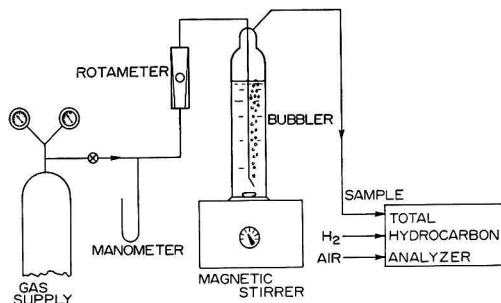 ROTAMETER
BUBBLER
SAMPLE
TOTAL
H₂ HYDROCARBON
AIR ANALYZER
MANOMETER
GAS
SUPPLY
MAGNETIC
STIRRER